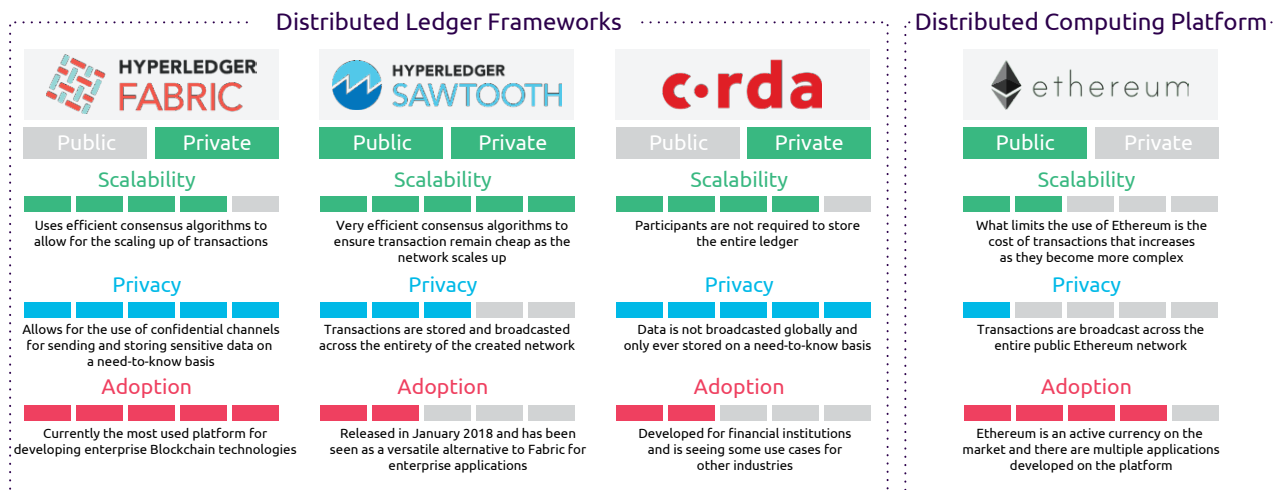 Distributed Ledger Frameworks
Distributed Computing Platform
HYPERLEDGER
FABRIC
Public
Private
Scalability
Uses efficient consensus algorithms to
allow for the scaling up of transactions
Privacy
Allows for the use of confidential channels
for sending and storing sensitive data on
a need-to-know basis
Adoption
Currently the most used platform for
developing enterprise Blockchain technologies
HYPERLEDGER
SAWTOOTH
Public
Private
Scalability
Very efficient consensus algorithms to
ensure transaction remain cheap as the
network scales up
Privacy
Transactions are stored and broadcasted
across the entirety of the created network
Adoption
Released in January 2018 and has been
seen as a versatile alternative to Fabric for
enterprise applications
c•rda
Public
Private
Scalability
Participants are not required to store
the entire ledger
Privacy
Data is not broadcasted globally and
only ever stored on a need-to-know basis
Adoption
Developed for financial institutions
and is seeing some use cases for
other industries
ethereum
Public
Private
Scalability
What limits the use of Ethereum is the
cost of transactions that increases
as they become more complex
Privacy
Transactions are broadcast across the
entire public Ethereum network
Adoption
Ethereum is an active currency on the
market and there are multiple applications
developed on the platform